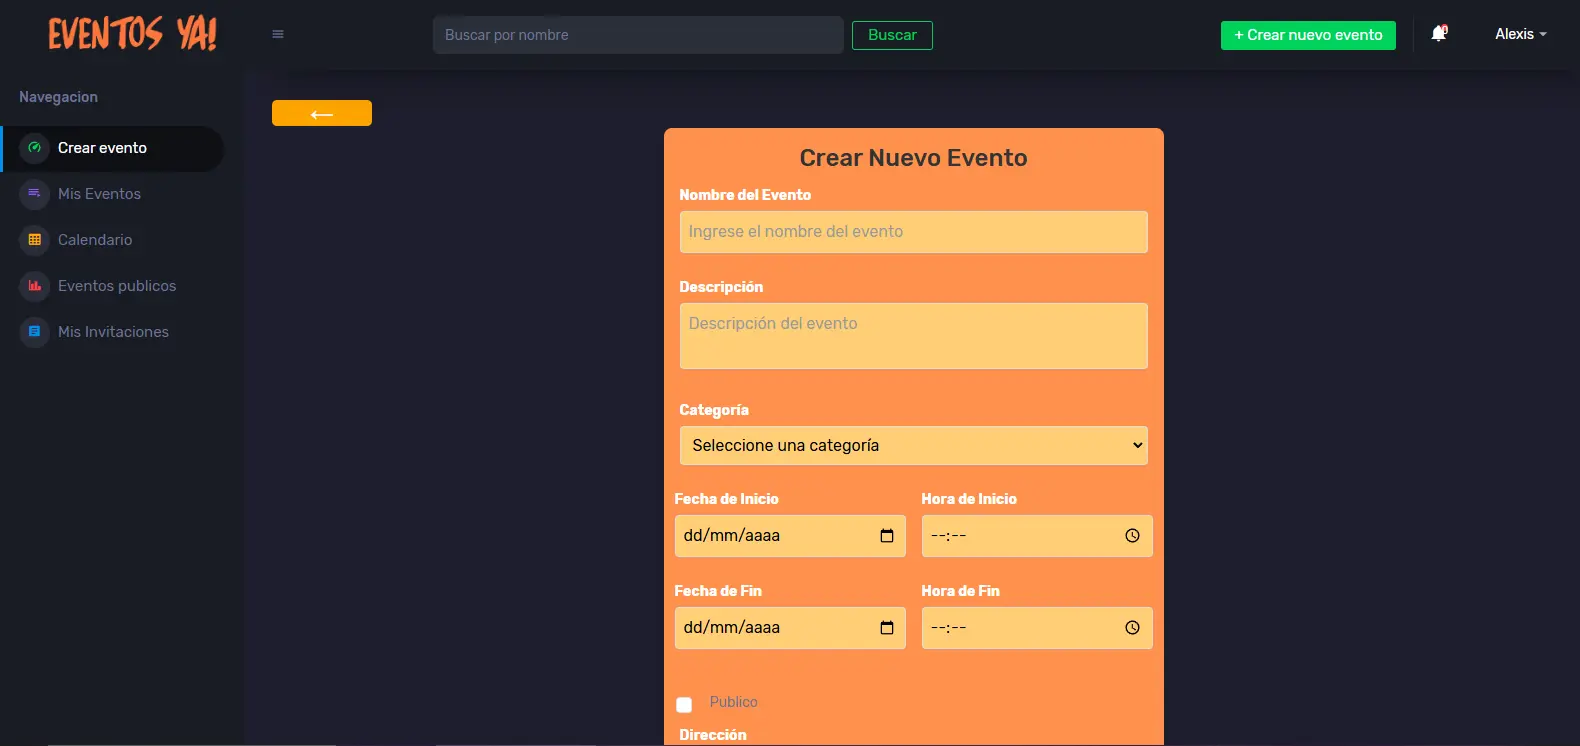 EVENTOS YA!
Buscar por nombre
Buscar
+ Crear nuevo evento
Alexis
Navegacion
Crear evento
Mis Eventos
Calendario
Eventos publicos
Mis Invitaciones
Crear Nuevo Evento
Nombre del Evento
Ingrese el nombre del evento
Descripción
Descripción del evento
Categoría
Seleccione una categoría
Fecha de Inicio
Hora de Inicio
dd/mm/aaaa
--:--
Fecha de Fin
Hora de Fin
dd/mm/aaaa
--:--
Publico
Dirección